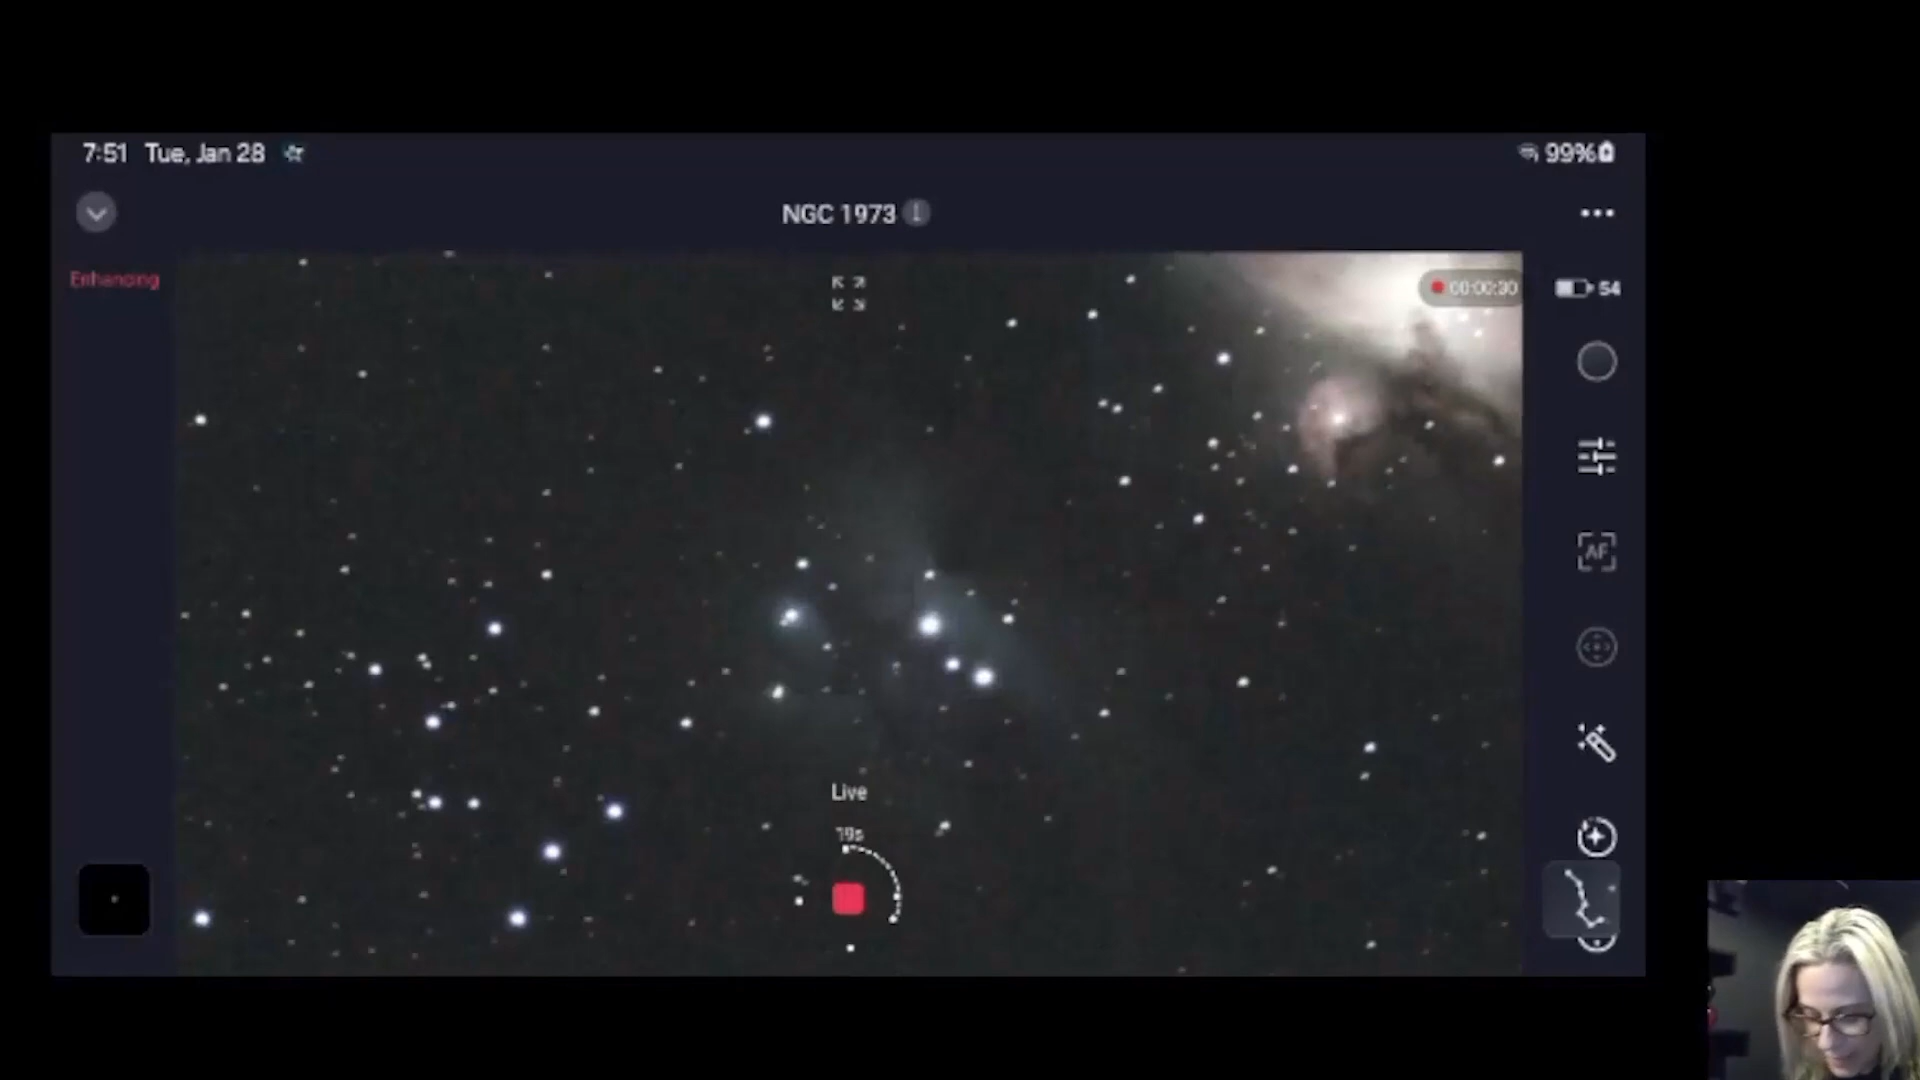 7:51 Tue, Jan 28
99%
NGC 1973
Enhancing
00:00:30
54
AF
Live
19s